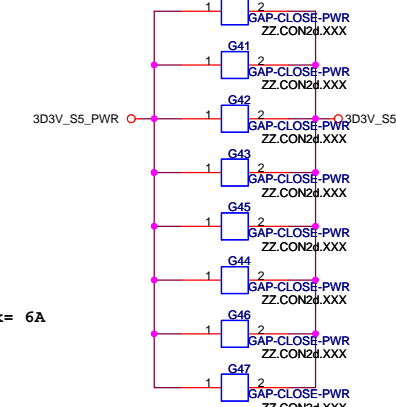 1 2
GAP-CLOSE-PWR
ZZ.CON2d.XXX
G41
1 2
GAP-CLOSE-PWR
ZZ.CON2d.XXX
G42
3D3V_S5_PWR 1 2 3D3V_S5
GAP-CLOSE-PWR
ZZ.CON2d.XXX
G43
1 2
GAP-CLOSE-PWR
ZZ.CON2d.XXX
G45
1 2
GAP-CLOSE-PWR
ZZ.CON2d.XXX
G44
1 2
GAP-CLOSE-PWR
ZZ.CON2d.XXX
= 6A
G46
1 2
GAP-CLOSE-PWR
ZZ.CON2d.XXX
G47
1 2
GAP-CLOSE-PWR
ZZ.CON2d.XXX